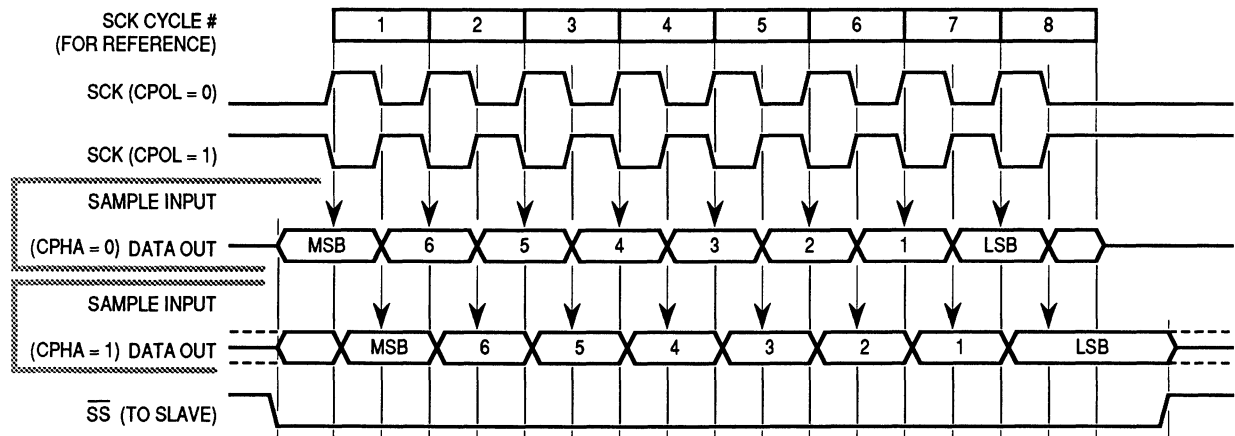 SCK CYCLE #
(FOR REFERENCE)
1 2 3 4 5 6 7 8
SCK (CPOL = 0)
SCK (CPOL = 1)
SAMPLE INPUT
(CPHA = 0) DATA OUT
MSB 6 5 4 3 2 1 LSB
SAMPLE INPUT
(CPHA = 1) DATA OUT
MSB 6 5 4 3 2 1 LSB
SS (TO SLAVE)